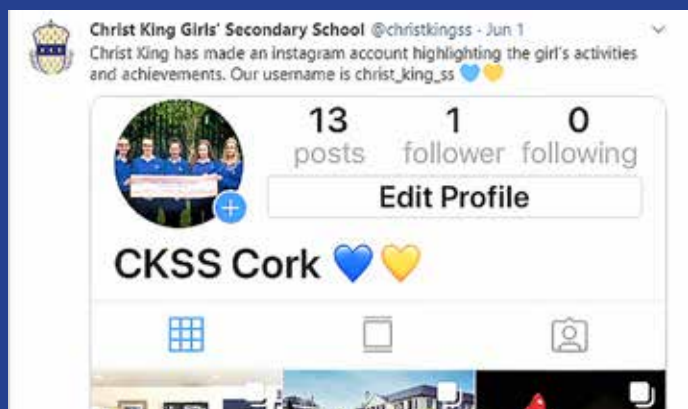 Christ King Girls' Secondary School @christkingss · Jun 1
Christ King has made an instagram account highlighting the girl's activities
and achievements. Our username is christ_king_ss 💙💛
13 1 0
posts follower following
Edit Profile
CKSS Cork 💙💛